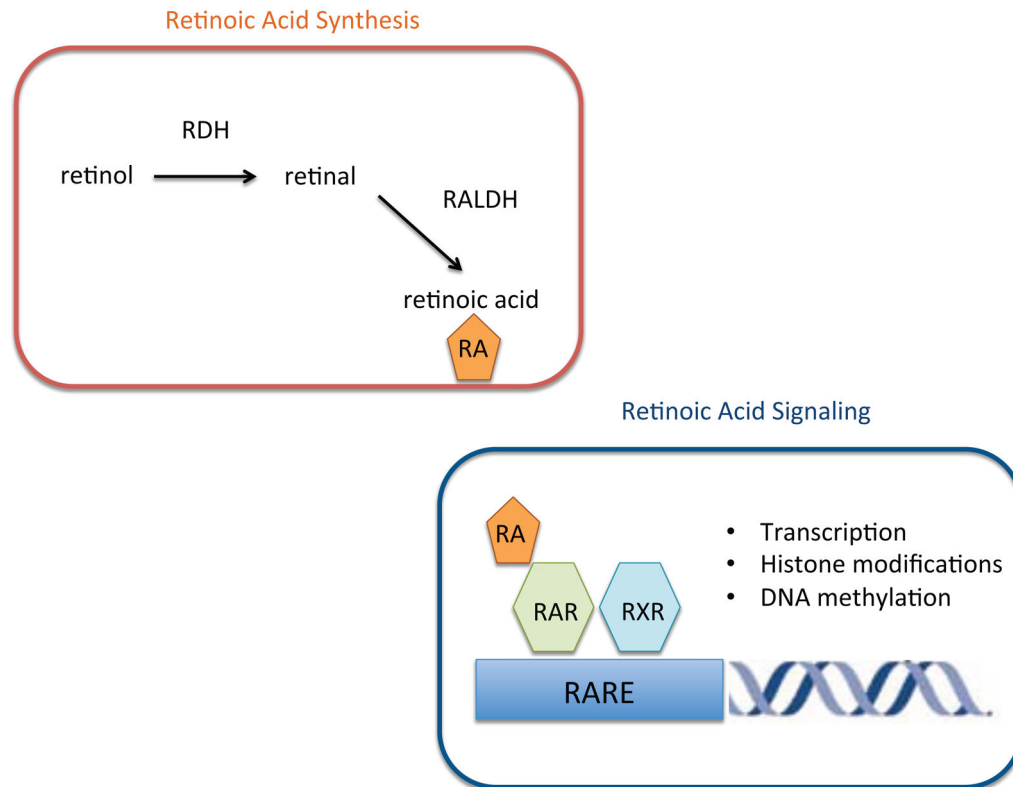 Retinoic Acid Synthesis
RDH
retinol
retinal
RALDH
retinoic acid
RA
Retinoic Acid Signaling
RA
• Transcription
• Histone modifications
• DNA methylation
RAR
RXR
RARE